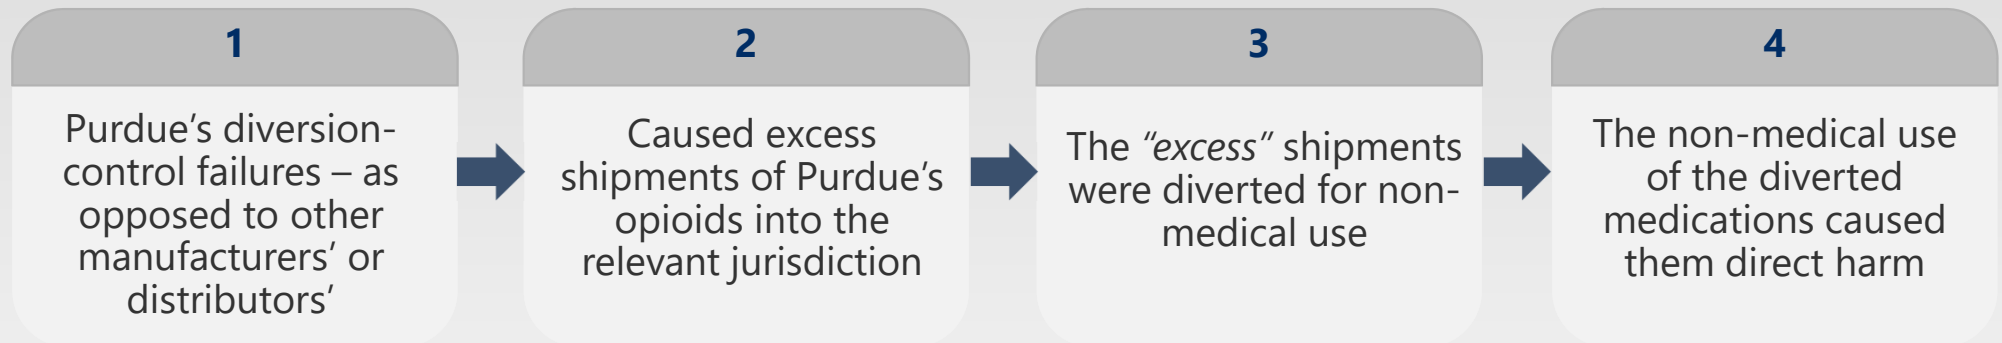 1
Purdue’s diversion-
control failures – as
opposed to other
manufacturers’ or
distributors’
2
Caused excess
shipments of Purdue’s
opioids into the
relevant jurisdiction
3
The “excess” shipments
were diverted for non-
medical use
4
The non-medical use
of the diverted
medications caused
them direct harm